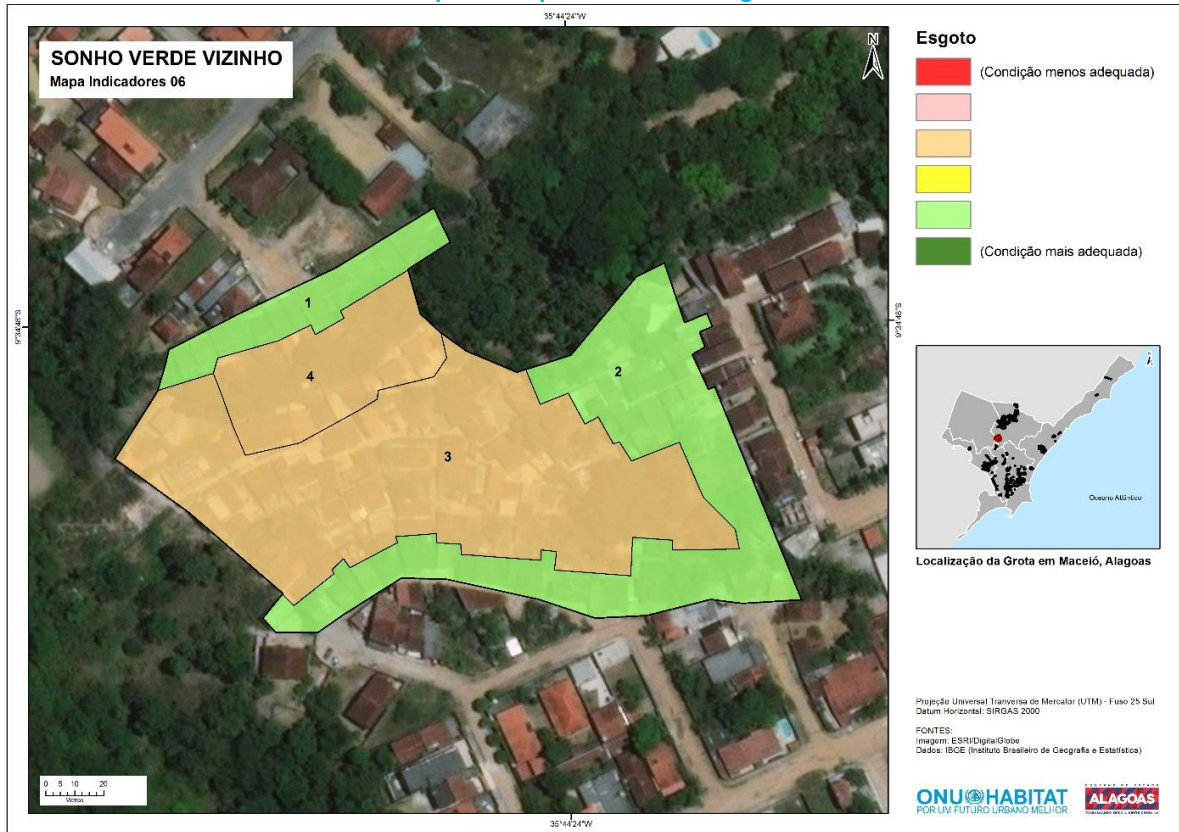 35°44'24"W
SONHO VERDE VIZINHO
Mapa Indicadores 06
N
1
2
3
4
9°34'48"S
9°34'48"S
0 5 10 20
Metros
35°44'24"W
Esgoto
(Condição menos adequada)
(Condição mais adequada)
Oceano Atlântico
Localização da Grota em Maceió, Alagoas
Projeção Universal Tranversa de Mercator (UTM) - Fuso 25 Sul
Datum Horizontal: SIRGAS 2000
FONTES:
Imagem: ESRI/DigitalGlobe
Dados: IBGE (Instituto Brasileiro de Geografia e Estatística)
ONU HABITAT
POR UM FUTURO URBANO MELHOR
ALAGOAS